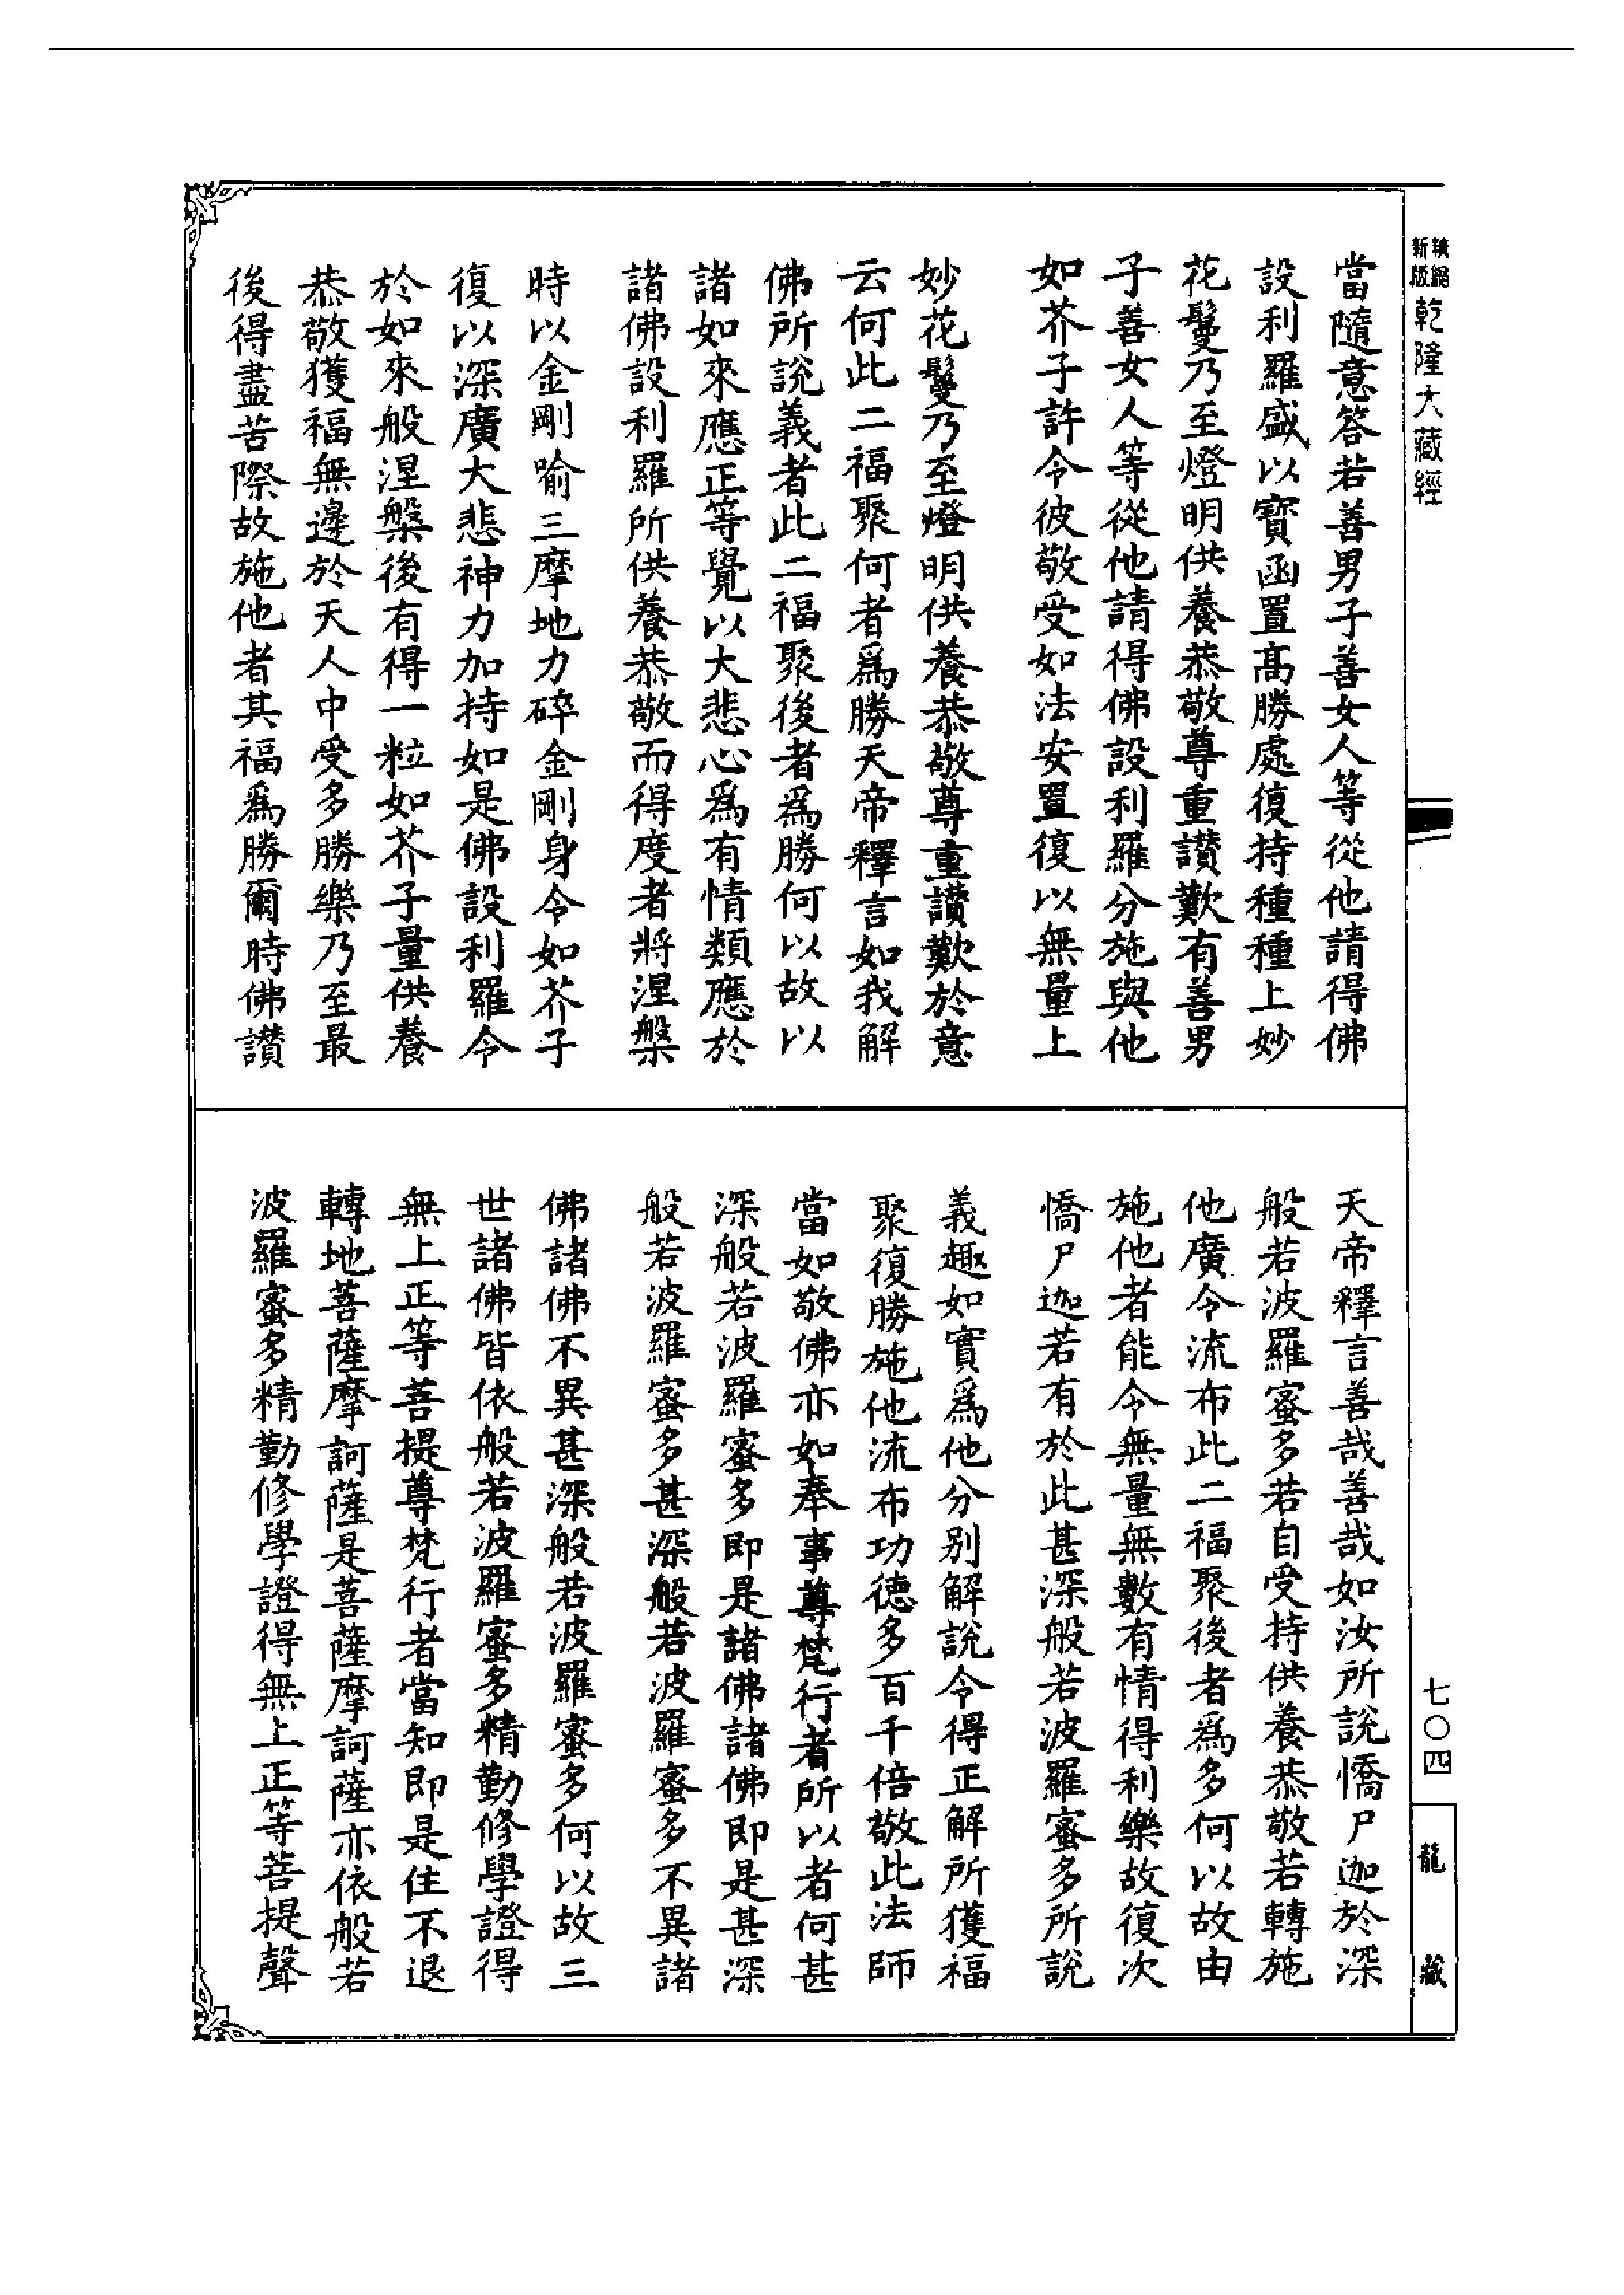 新版縮編乾隆大藏經
當隨意答若善男子善女人等從他請得佛
設利羅盛以寶函置高勝處復持種種上妙
花鬘乃至燈明供養恭敬尊重讃歎有善男
子善女人等從他請得佛設利羅分施與他
如芥子許令彼敬受如法安置復以無量上
妙花鬘乃至燈明供養恭敬尊重讃歎於意
云何此二福聚何者爲勝天帝釋言如我解
佛所說義者此二福聚後者爲勝何以故以
諸如來應正等覺以大悲心爲有情類應於
諸佛設利羅所供養恭敬而得度者將涅槃
時以金剛喻三摩地力碎金剛身令如芥子
復以深廣大悲神力加持如是佛設利羅令
於如來般涅槃後有得一粒如芥子量供養
恭敬獲福無邊於天人中受多勝樂乃至最
後得盡苦際故施他者其福爲勝爾時佛讃
天帝釋言善哉善哉如汝所說憍尸迦於深
般若波羅蜜多若自受持供養恭敬若轉施
他廣令流布此二福聚後者爲多何以故由
施他者能令無量無數有情得利樂故復次
憍尸迦若有於此甚深般若波羅蜜多所說
義趣如實爲他分别解說令得正解所獲福
聚復勝施他流布功德多百千倍敬此法師
當如敬佛亦如奉事尊梵行者所以者何甚
深般若波羅蜜多即是諸佛諸佛即是甚深
般若波羅蜜多甚深般若波羅蜜多不異諸
佛諸佛不異甚深般若波羅蜜多何以故三
世諸佛皆依般若波羅蜜多精勤修學證得
無上正等菩提尊梵行者當知即是住不退
轉地菩薩摩訶薩是菩薩摩訶薩亦依般若
波羅蜜多精勤修學證得無上正等菩提聲
七〇四
龍藏